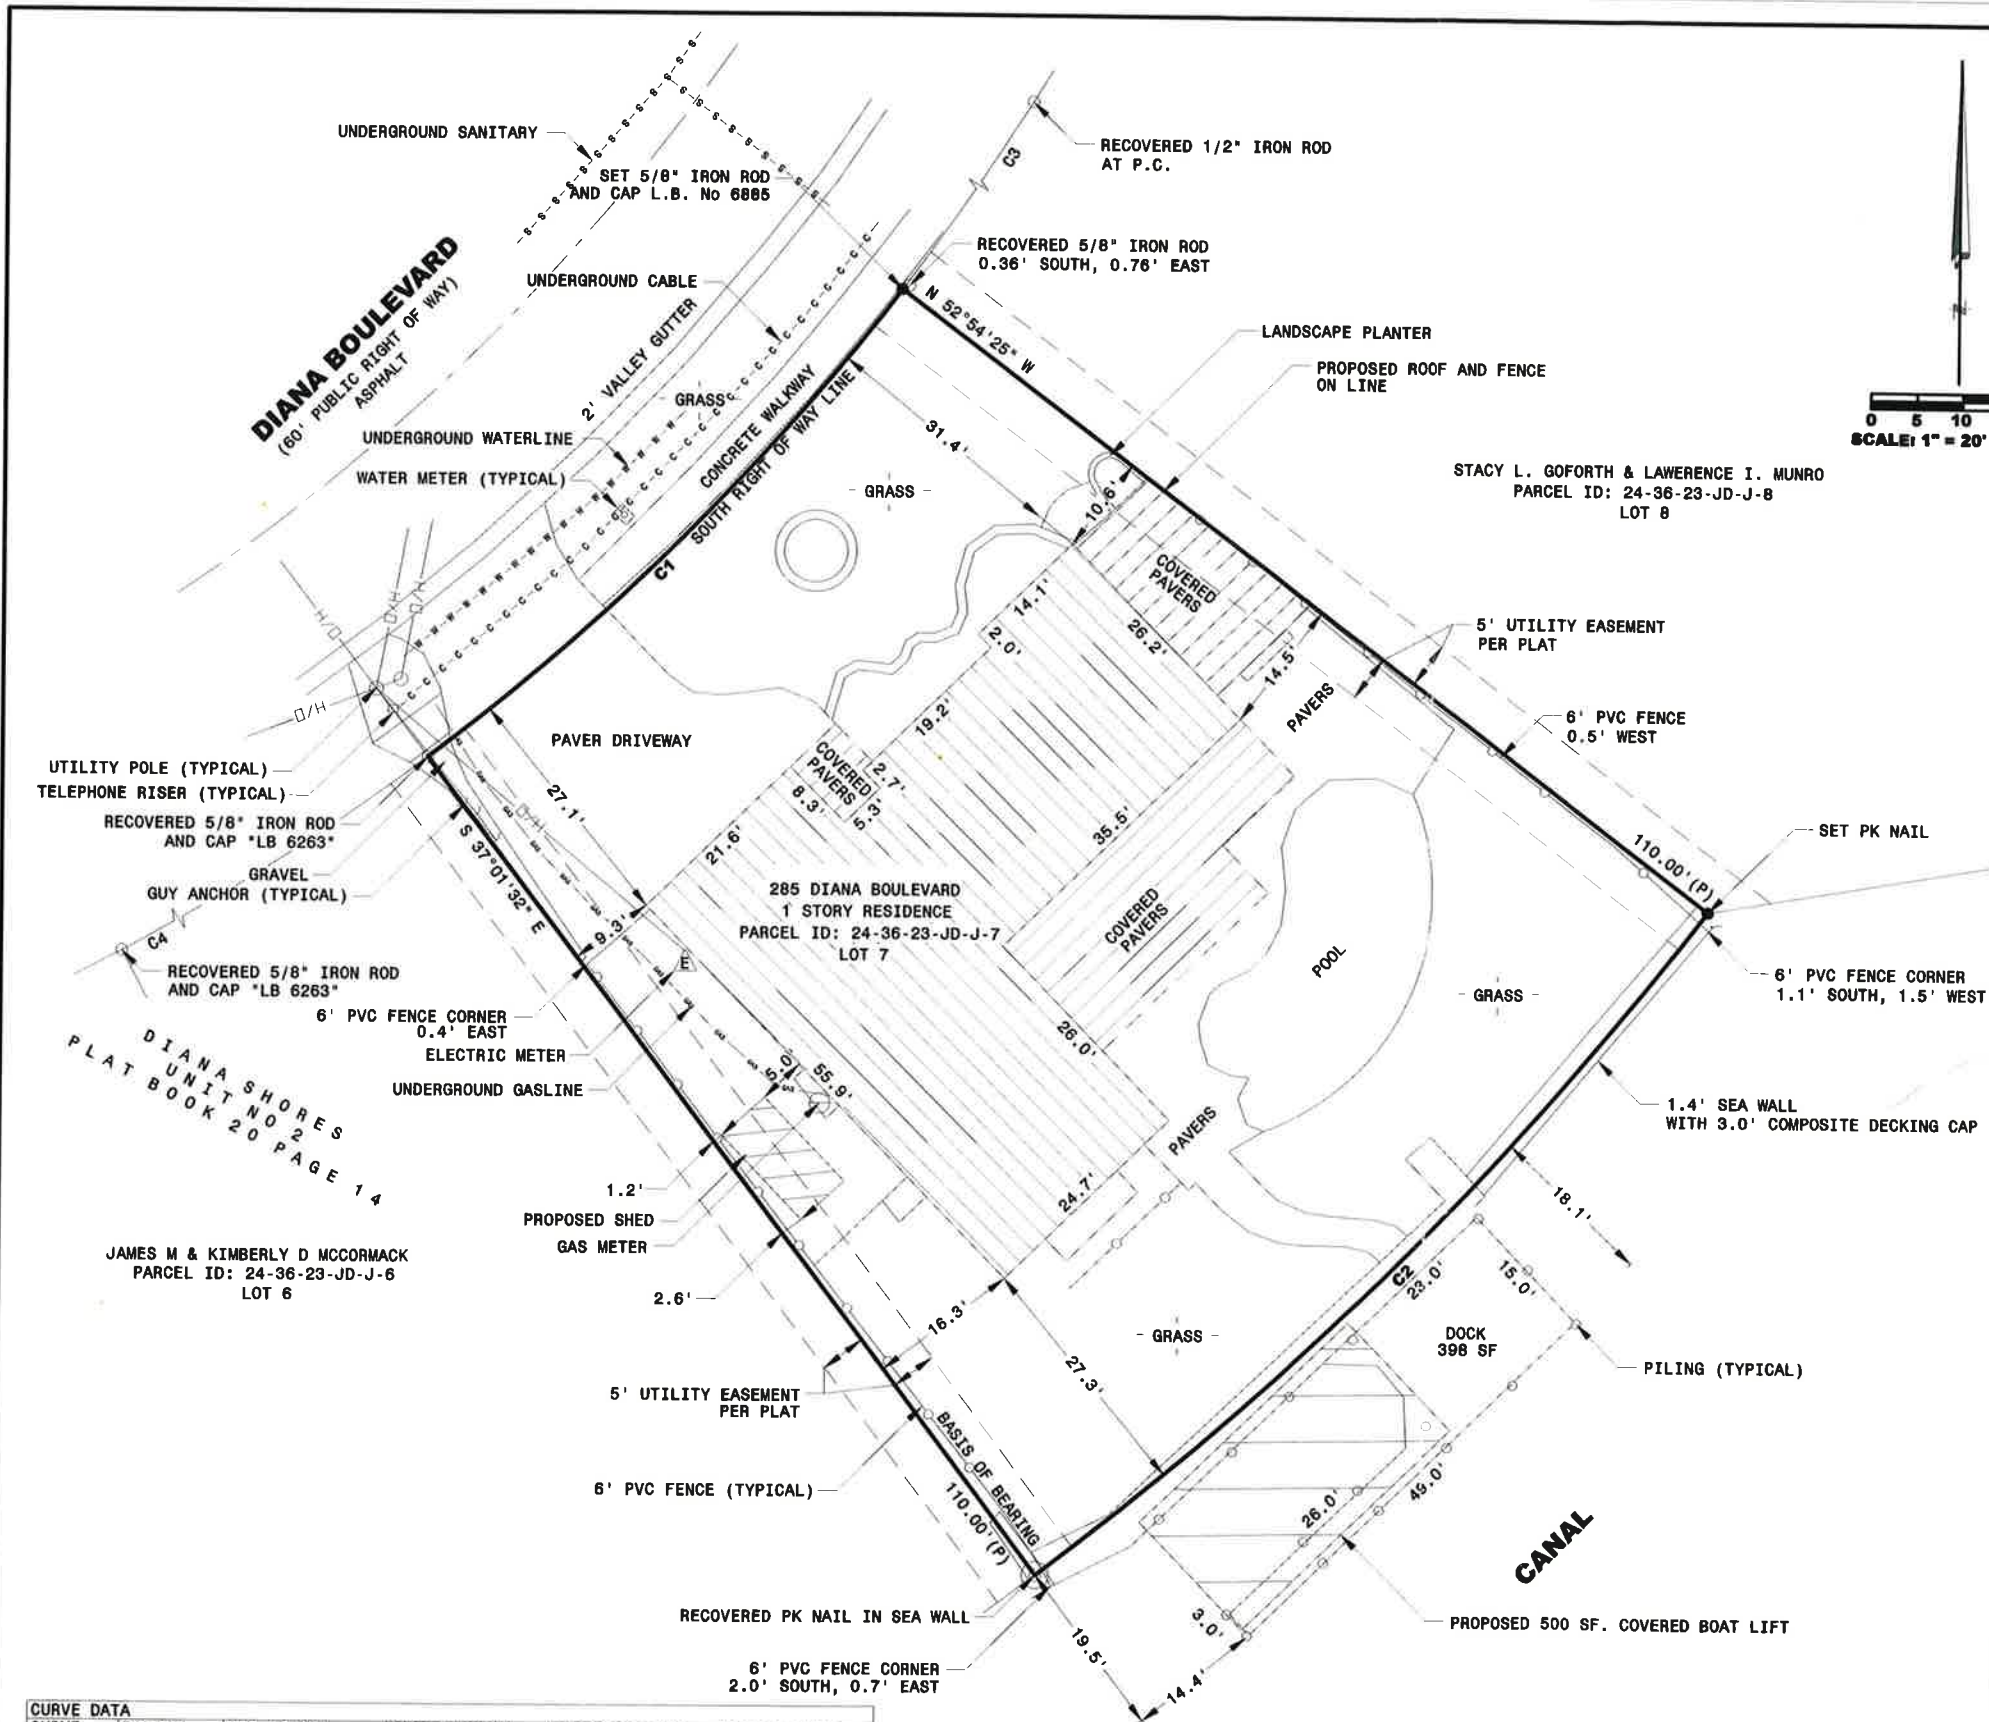 UNDERGROUND SANITARY
SET 5/8" IRON ROD
AND CAP L.B. No 6885
C3
RECOVERED 1/2" IRON ROD
AT P.C.
RECOVERED 5/8" IRON ROD
0.36' SOUTH, 0.76' EAST
DIANA BOULEVARD
(60' PUBLIC RIGHT OF WAY)
ASPHALT
UNDERGROUND CABLE
2' VALLEY GUTTER
- GRASS -
UNDERGROUND WATERLINE
WATER METER (TYPICAL)
CONCRETE WALKWAY
SOUTH RIGHT OF WAY LINE
C1
N 52°54'25" W
LANDSCAPE PLANTER
PROPOSED ROOF AND FENCE
ON LINE
0 5 10
SCALE: 1" = 20'
STACY L. GOFORTH & LAWERENCE I. MUNRO
PARCEL ID: 24-36-23-JD-J-8
LOT 8
31.4'
- GRASS -
10.6'
COVERED
PAVERS
14.1'
2.0'
26.2'
14.5'
5' UTILITY EASEMENT
PER PLAT
PAVERS
6' PVC FENCE
0.5' WEST
19.2'
O/H
O/H
O/H
O/H
PAVER DRIVEWAY
COVERED
PAVERS
2.7'
8.3'
5.3'
UTILITY POLE (TYPICAL)
TELEPHONE RISER (TYPICAL)
RECOVERED 5/8" IRON ROD
AND CAP "LB 6263"
GRAVEL
GUY ANCHOR (TYPICAL)
C4
RECOVERED 5/8" IRON ROD
AND CAP "LB 6263"
27.1'
O/H
21.6'
35.5'
110.00'(P)
SET PK NAIL
S 37°01'32" E
9.3'
285 DIANA BOULEVARD
1 STORY RESIDENCE
PARCEL ID: 24-36-23-JD-J-7
LOT 7
COVERED
PAVERS
POOL
- GRASS -
6' PVC FENCE CORNER
1.1' SOUTH, 1.5' WEST
E
6' PVC FENCE CORNER
0.4' EAST
ELECTRIC METER
UNDERGROUND GASLINE
DIANA SHORES
UNIT NO 2
PLAT BOOK 20 PAGE 14
5.0'
55.9'
26.0'
1.4' SEA WALL
WITH 3.0' COMPOSITE DECKING CAP
PAVERS
1.2'
PROPOSED SHED
GAS METER
24.7'
18.1'
JAMES M & KIMBERLY D MCCORMACK
PARCEL ID: 24-36-23-JD-J-6
LOT 6
2.6'
16.3'
C2
23.0'
15.0'
- GRASS -
DOCK
398 SF
27.3'
PILING (TYPICAL)
5' UTILITY EASEMENT
PER PLAT
BASIS OF BEARING
6' PVC FENCE (TYPICAL)
110.00'(P)
26.0'
49.0'
CANAL
RECOVERED PK NAIL IN SEA WALL
3.0'
PROPOSED 500 SF. COVERED BOAT LIFT
6' PVC FENCE CORNER
2.0' SOUTH, 0.7' EAST
19.5'
14.4'
CURVE DATA